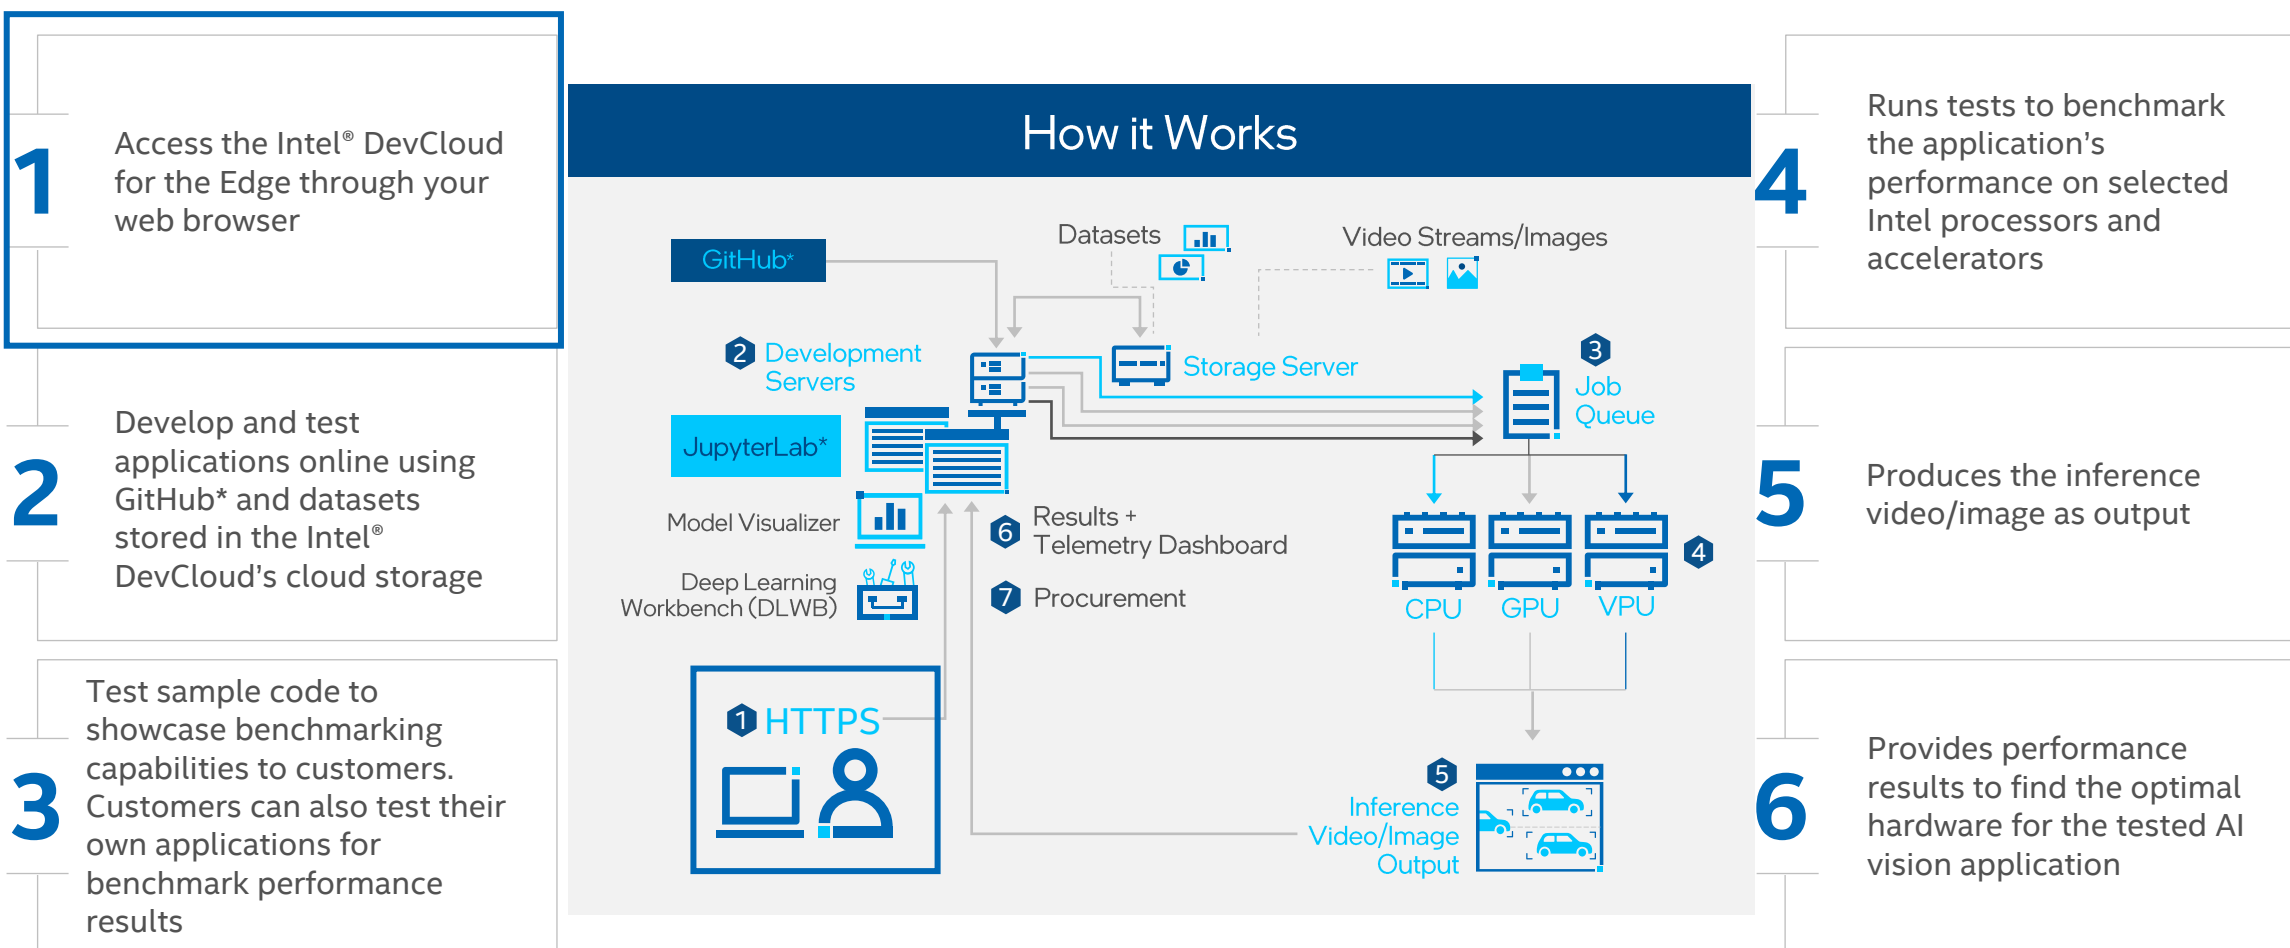 1
Access the Intel® DevCloud
for the Edge through your
web browser
2
Develop and test
applications online using
GitHub* and datasets
stored in the Intel®
DevCloud's cloud storage
3
Test sample code to
showcase benchmarking
capabilities to customers.
Customers can also test their
own applications for
benchmark performance
results
How it Works
GitHub*
Datasets
Video Streams/Images
2 Development
Servers
Storage Server
3
Job
Queue
JupyterLab*
Model Visualizer
6 Results +
Telemetry Dashboard
Deep Learning
Workbench (DLWB)
7 Procurement
4
CPU
GPU
VPU
1 HTTPS
5
Inference
Video/Image
Output
4
Runs tests to benchmark
the application's
performance on selected
Intel processors and
accelerators
5
Produces the inference
video/image as output
6
Provides performance
results to find the optimal
hardware for the tested AI
vision application